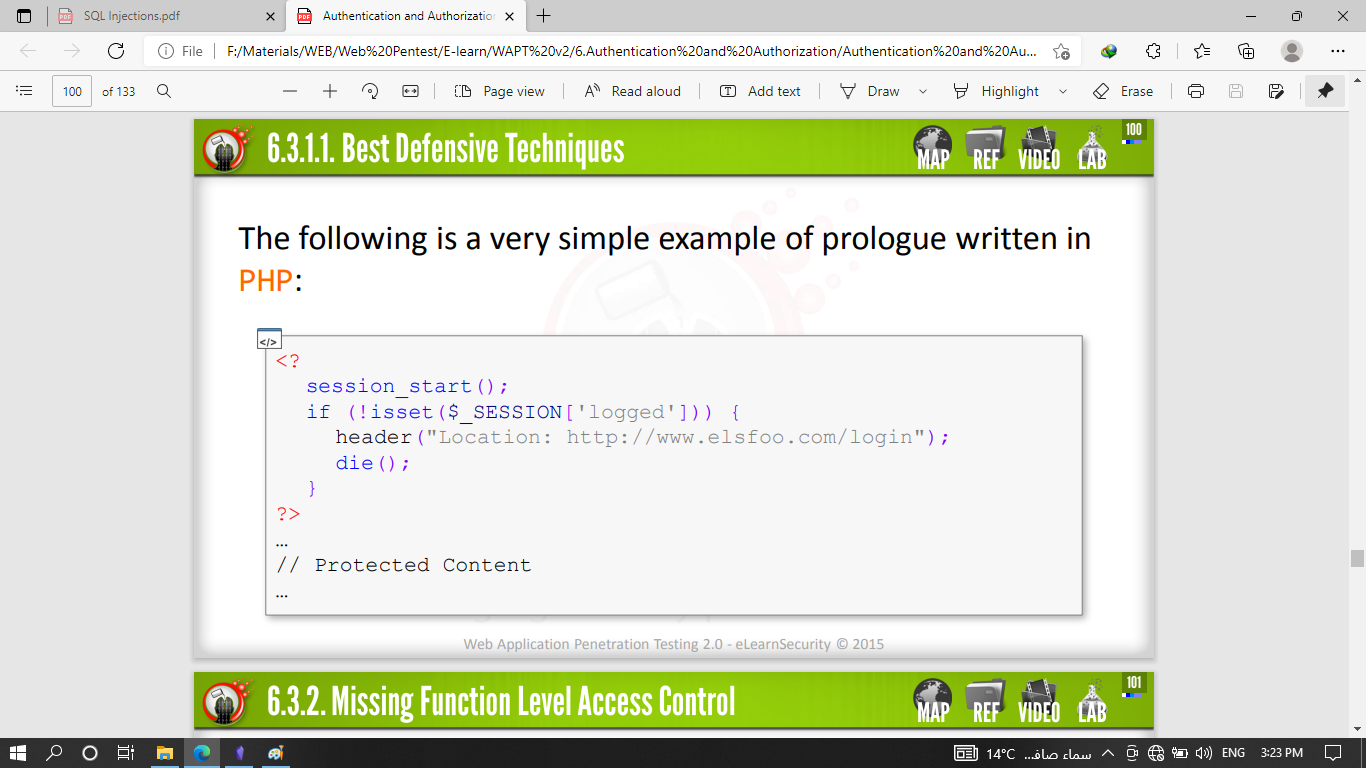 SQL Injections.pdf
Authentication and Authorizatio
File
F:/Materials/WEB/Web%20Pentest/E-learn/WAPT%20v2/6.Authentication%20and%20Authorization/Authentication%20and%20Au...
100 of 133
Page view
Read aloud
Add text
Draw
Highlight
Erase
6.3.1.1. Best Defensive Techniques
MAP REF VIDEO LAB
100
The following is a very simple example of prologue written in
PHP:
</>
<?
session_start();
if (!isset($_SESSION['logged'])) {
header("Location: http://www.elsfoo.com/login");
die();
}
?>
…
// Protected Content
…
Web Application Penetration Testing 2.0 - eLearnSecurity © 2015
6.3.2. Missing Function Level Access Control
MAP REF VIDEO LAB
101
14°C سماء صافـ...
ENG
3:23 PM